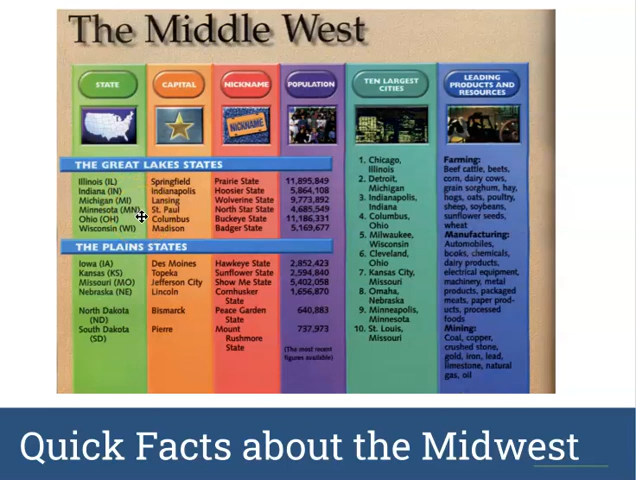 The Middle West
STATE CAPITAL NICKNAME POPULATION TEN LARGEST CITIES LEADING PRODUCTS AND RESOURCES
NICKNAME
THE GREAT LAKES STATES
Illinois (IL) Springfield Prairie State 11,895,849
Indiana (IN) Indianapolis Hoosier State 5,864,108
Michigan (MI) Lansing Wolverine State 9,773,892
Minnesota (MN) St. Paul North Star State 4,685,549
Ohio (OH) Columbus Buckeye State 11,186,331
Wisconsin (WI) Madison Badger State 5,169,677
THE PLAINS STATES
Iowa (IA) Des Moines Hawkeye State 2,852,423
Kansas (KS) Topeka Sunflower State 2,594,840
Missouri (MO) Jefferson City Show Me State 5,402,058
Nebraska (NE) Lincoln Cornhusker State 1,656,870
North Dakota (ND) Bismarck Peace Garden State 640,883
South Dakota (SD) Pierre Mount Rushmore State 737,973
(The most recent
figures available)
1. Chicago,
Illinois
2. Detroit,
Michigan
3. Indianapolis,
Indiana
4. Columbus,
Ohio
5. Milwaukee,
Wisconsin
6. Cleveland,
Ohio
7. Kansas City,
Missouri
8. Omaha,
Nebraska
9. Minneapolis,
Minnesota
10. St. Louis,
Missouri
Farming:
Beef cattle, beets,
corn, dairy cows,
grain sorghum, hay,
hogs, oats, poultry,
sheep, soybeans,
sunflower seeds,
wheat
Manufacturing:
Automobiles,
books, chemicals,
dairy products,
electrical equipment,
machinery, metal
products, packaged
meats, paper prod-
ucts, processed
foods
Mining:
Coal, copper,
crushed stone,
gold, iron, lead,
limestone, natural
gas, oil
Quick Facts about the Midwest